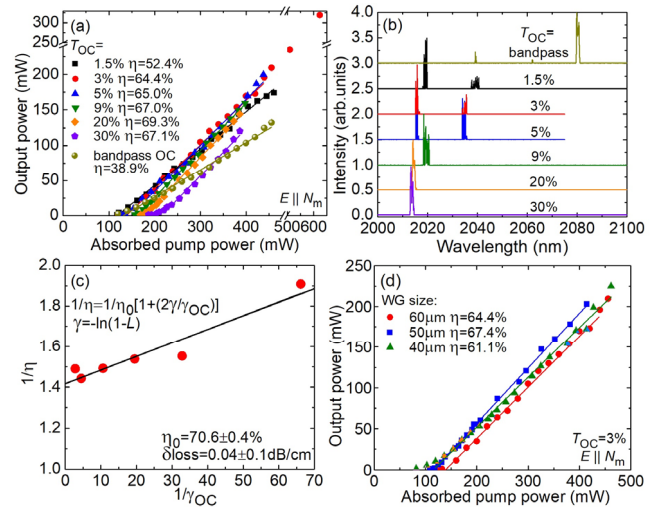 (a)
T_OC=
1.5% η=52.4%
3% η=64.4%
5% η=65.0%
9% η=67.0%
20% η=69.3%
30% η=67.1%
bandpass OC
η=38.9%
E || N_m
300
250
200
150
100
50
0
0 100 200 300 400 500 600
Output power (mW)
Absorbed pump power (mW)
(b)
T_OC=
bandpass
1.5%
3%
5%
9%
20%
30%
4.0
3.5
3.0
2.5
2.0
1.5
1.0
0.5
0.0
2000 2020 2040 2060 2080 2100
Intensity (arb.units)
Wavelength (nm)
(c)
1/η=1/η₀[1+(2γ/γ_OC)]
γ=-ln(1-L)
η₀=70.6±0.4%
δloss=0.04±0.1dB/cm
2.0
1.8
1.6
1.4
1.2
1.0
0 10 20 30 40 50 60 70
1/η
1/γ_OC
(d)
WG size:
60μm η=64.4%
50μm η=67.4%
40μm η=61.1%
T_OC=3%
E || N_m
250
200
150
100
50
0
0 100 200 300 400 500
Output power (mW)
Absorbed pump power (mW)